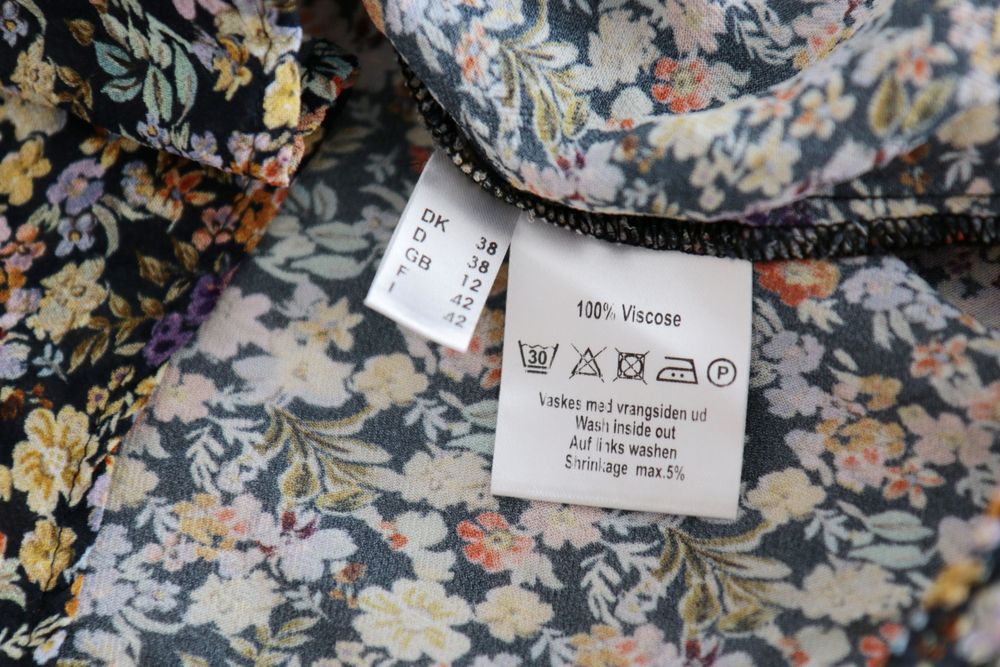 DK 38
D 38
GB 12
F 42
I 42
100% Viscose
30 P
Vaskes med vrangsiden ud
Wash inside out
Auf links washen
Shrinkage max.5%